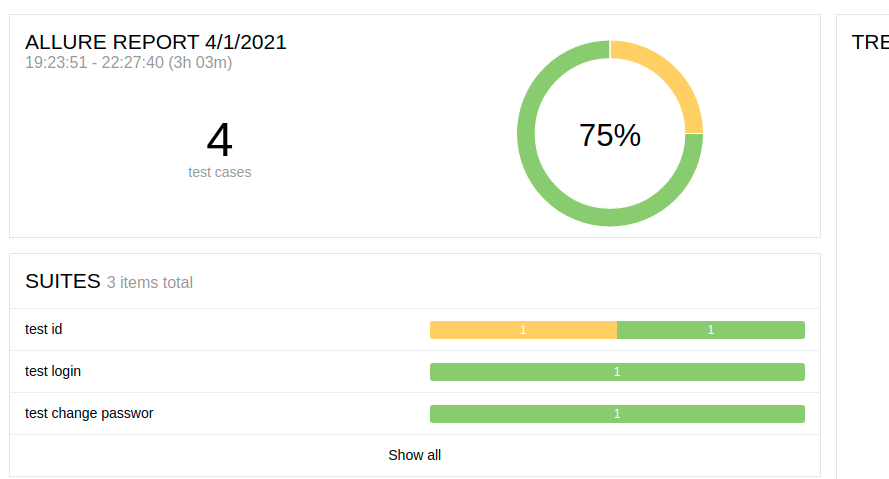 ALLURE REPORT 4/1/2021
19:23:51 - 22:27:40 (3h 03m)
4
test cases
75%
TRE
SUITES 3 items total
test id 1 1
test login 1
test change passwor 1
Show all